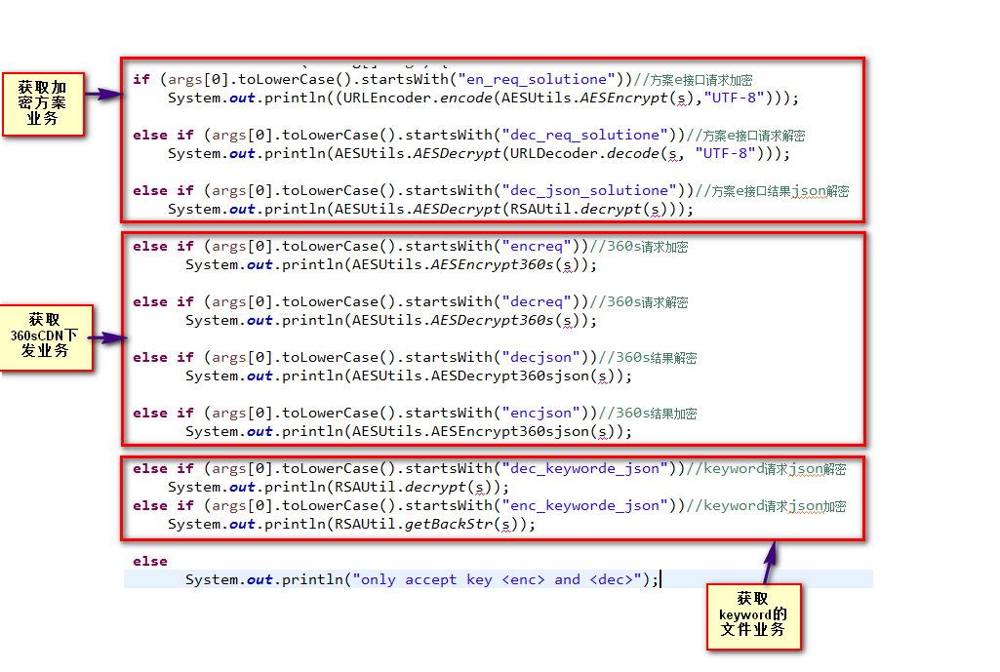 if (args[0].toLowerCase().startsWith("en_req_solutione"))//方案e接口请求加密
System.out.println((URLEncoder.encode(AESUtils.AESEncrypt(s),"UTF-8")));
else if (args[0].toLowerCase().startsWith("dec_req_solutione"))//方案e接口请求解密
System.out.println(AESUtils.AESDecrypt(URLDecoder.decode(s, "UTF-8")));
else if (args[0].toLowerCase().startsWith("dec_json_solutione"))//方案e接口结果json解密
System.out.println(AESUtils.AESDecrypt(RSAUtil.decrypt(s)));
获取加
密方案
业务
else if (args[0].toLowerCase().startsWith("encreq"))//360s请求加密
System.out.println(AESUtils.AESEncrypt360s(s));
else if (args[0].toLowerCase().startsWith("decreq"))//360s请求解密
System.out.println(AESUtils.AESDecrypt360s(s));
else if (args[0].toLowerCase().startsWith("decjson"))//360s结果解密
System.out.println(AESUtils.AESDecrypt360sjson(s));
else if (args[0].toLowerCase().startsWith("encjson"))//360s结果加密
System.out.println(AESUtils.AESEncrypt360sjson(s));
获取
360sCDN下
发业务
else if (args[0].toLowerCase().startsWith("dec_keyworde_json"))//keyword请求json解密
System.out.println(RSAUtil.decrypt(s));
else if (args[0].toLowerCase().startsWith("enc_keyworde_json"))//keyword请求json加密
System.out.println(RSAUtil.getBackStr(s));
else
System.out.println("only accept key <enc> and <dec>");
获取
keyword的
文件业务